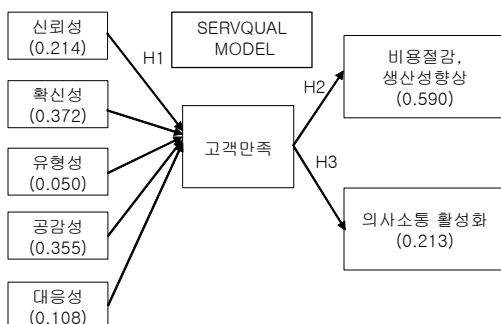 신뢰성
(0.214)
확신성
(0.372)
유형성
(0.050)
공감성
(0.355)
대응성
(0.108)
H1
SERVQUAL
MODEL
고객만족
H2
H3
비용절감,
생산성향상
(0.590)
의사소통 활성화
(0.213)